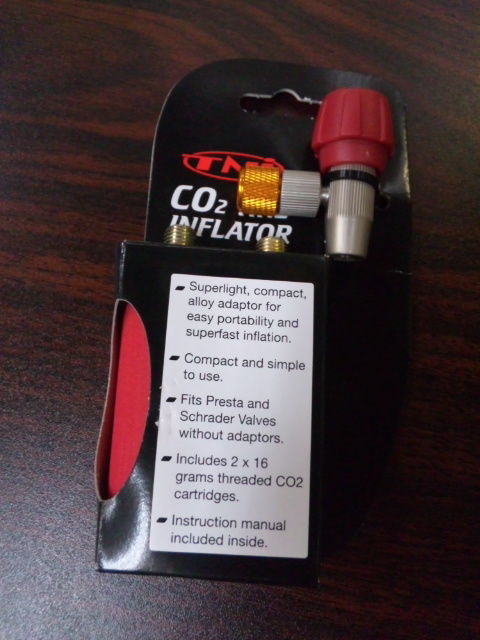 CO2
INFLATOR
Superlight, compact,
alloy adaptor for
easy portability and
superfast inflation.
Compact and simple
to use.
Fits Presta and
Schrader Valves
without adaptors.
Includes 2 x 16
grams threaded CO2
cartridges.
Instruction manual
included inside.